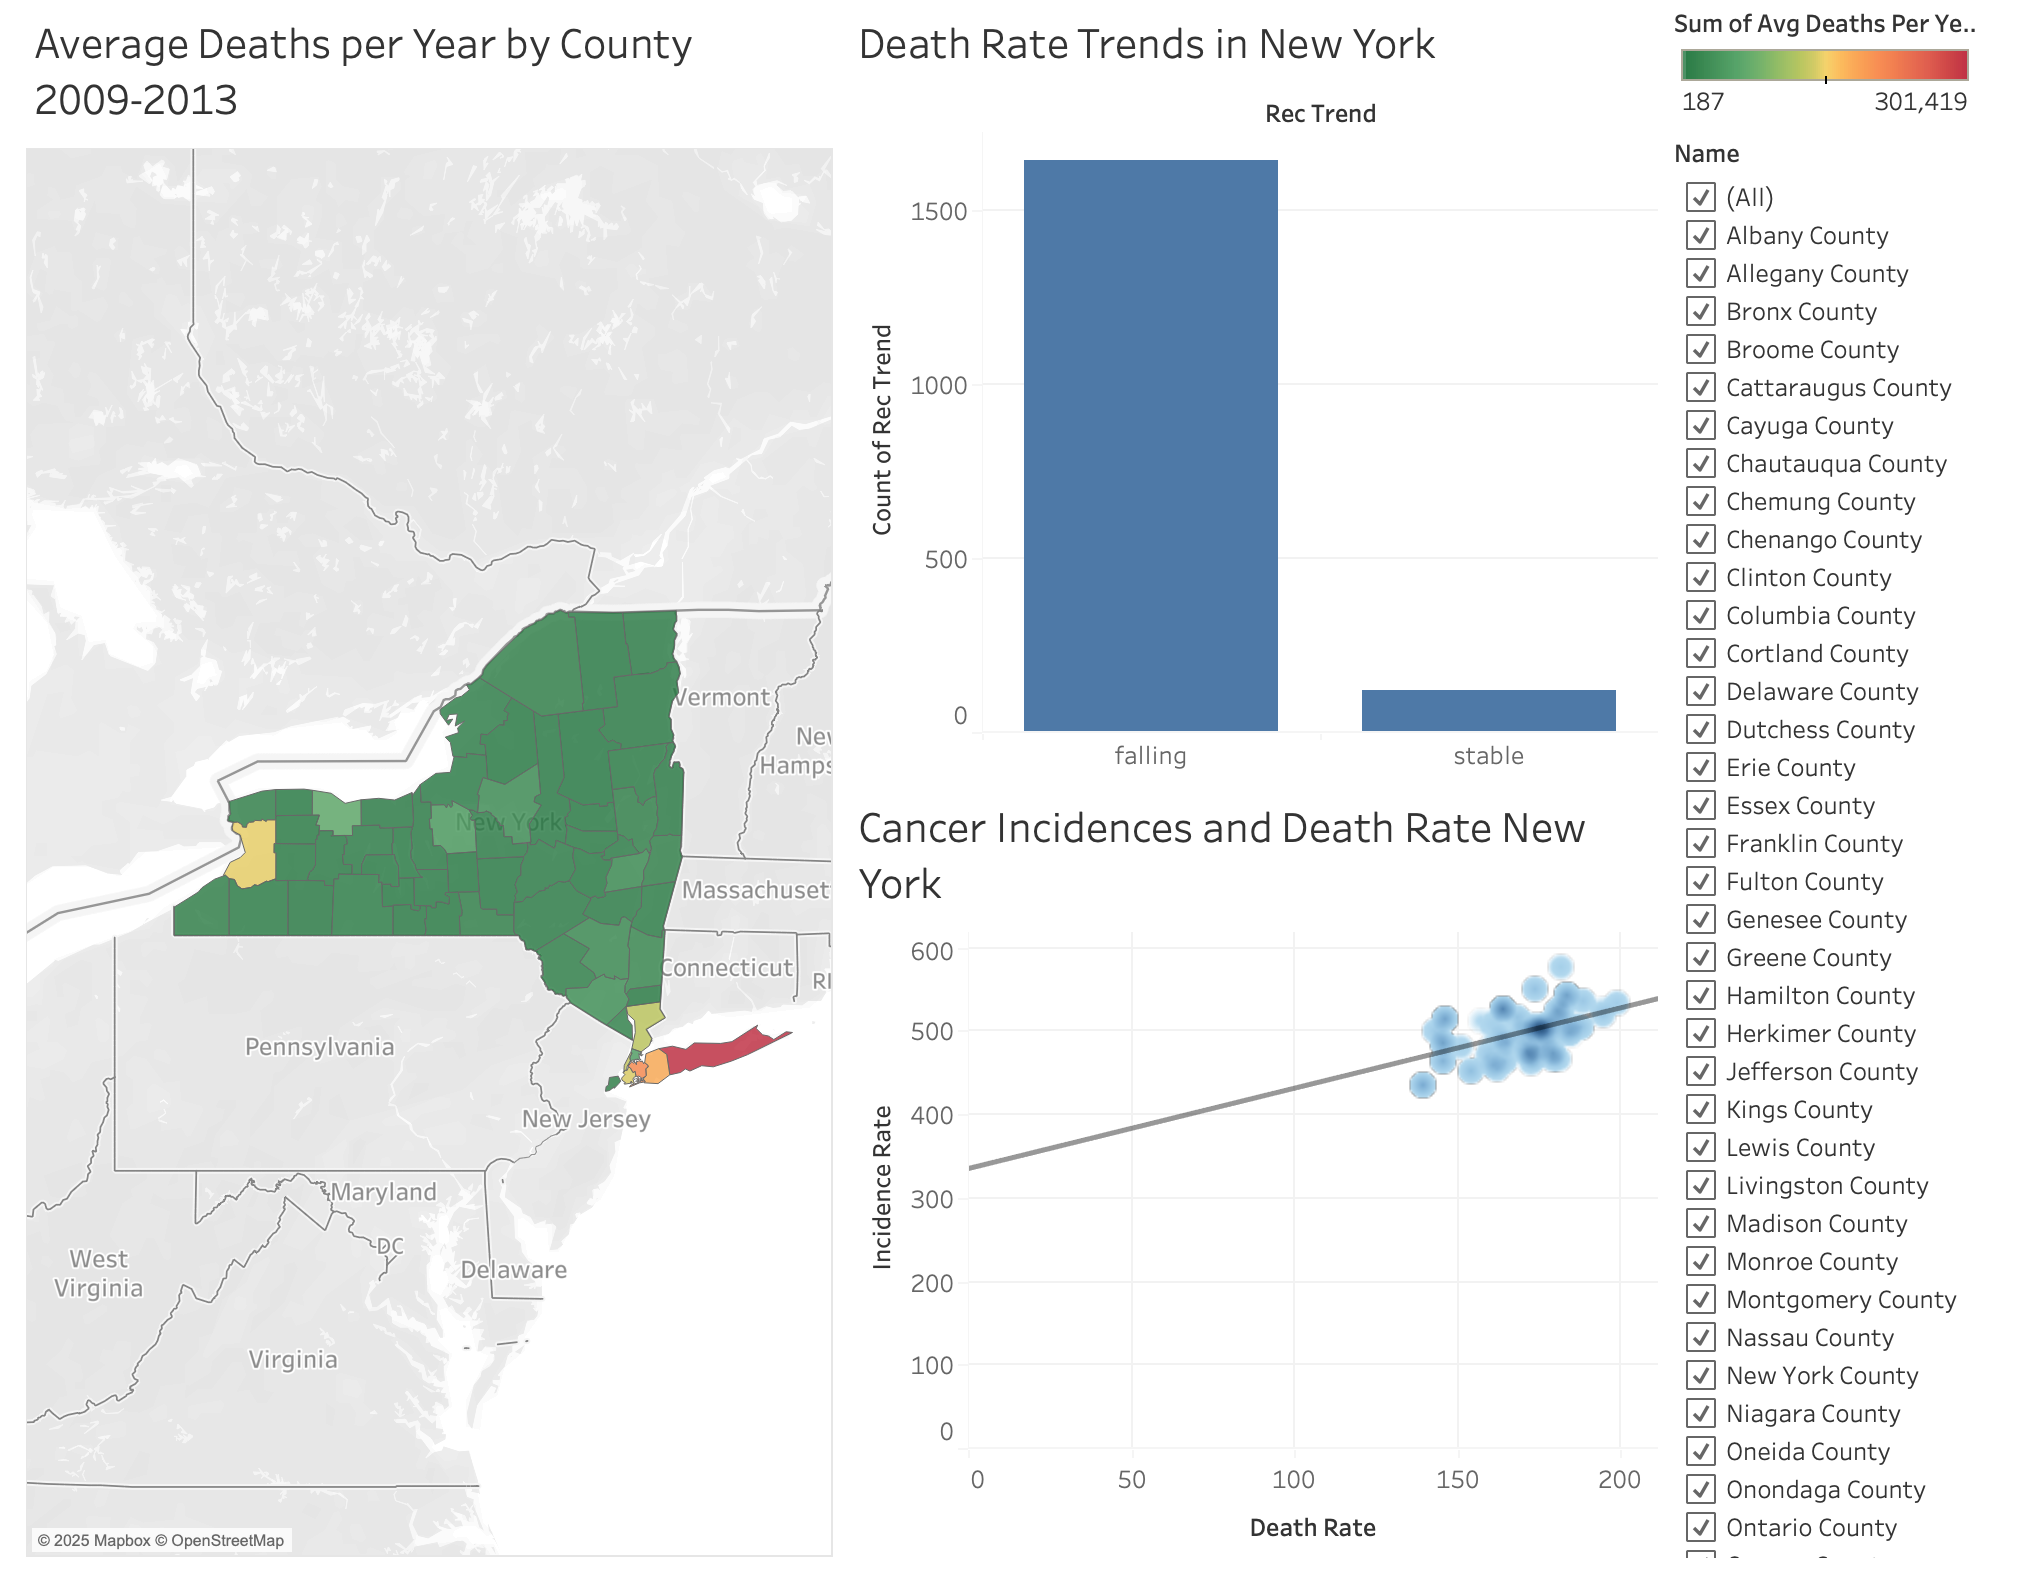 Average Deaths per Year by County
2009-2013
Vermont
New
Hamps
New York
Massachuset
Connecticut
RI
Pennsylvania
New Jersey
Maryland
DC
West
Virginia
Delaware
Virginia
© 2025 Mapbox © OpenStreetMap
Death Rate Trends in New York
Rec Trend
Count of Rec Trend
1500
1000
500
0
falling
stable
Cancer Incidences and Death Rate New
York
Incidence Rate
600
500
400
300
200
100
0
0
50
100
150
200
Death Rate
Sum of Avg Deaths Per Ye..
187
301,419
Name
(All)
Albany County
Allegany County
Bronx County
Broome County
Cattaraugus County
Cayuga County
Chautauqua County
Chemung County
Chenango County
Clinton County
Columbia County
Cortland County
Delaware County
Dutchess County
Erie County
Essex County
Franklin County
Fulton County
Genesee County
Greene County
Hamilton County
Herkimer County
Jefferson County
Kings County
Lewis County
Livingston County
Madison County
Monroe County
Montgomery County
Nassau County
New York County
Niagara County
Oneida County
Onondaga County
Ontario County